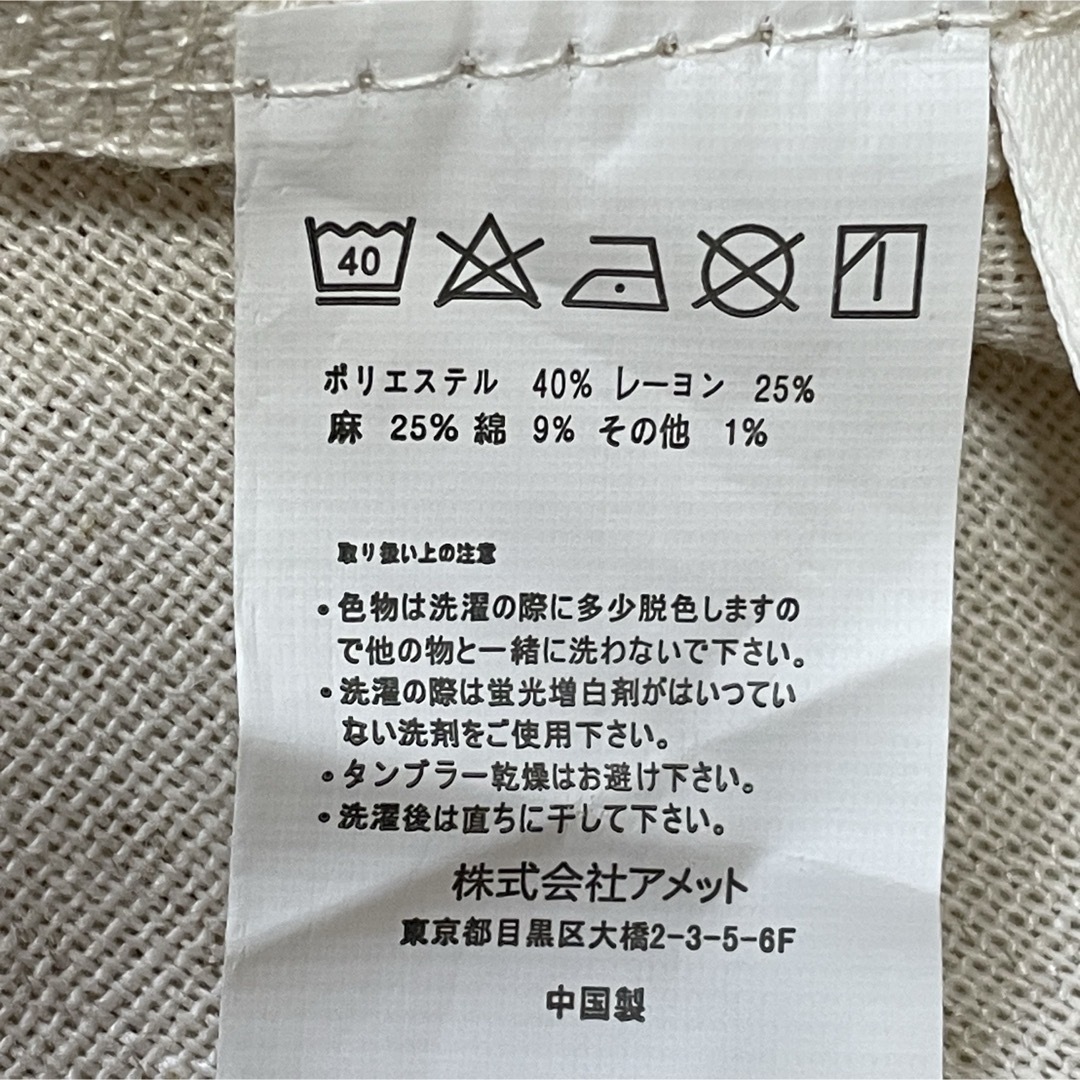 40
ポリエステル 40% レーヨン 25%
麻 25% 綿 9% その他 1%
取り扱い上の注意
・色物は洗濯の際に多少脱色しますの
で他の物と一緒に洗わないで下さい。
・洗濯の際は蛍光増白剤がはいつてい
ない洗剤をご使用下さい。
・タンブラー乾燥はお避け下さい。
・洗濯後は直ちに干して下さい。
株式会社アメット
東京都目黒区大橋2-3-5-6F
中国製